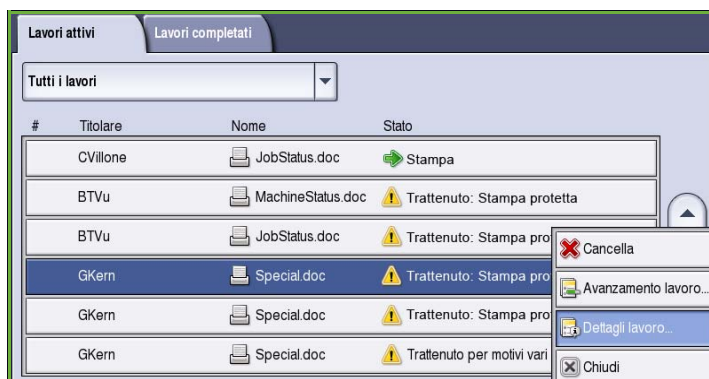 Lavori attivi
Lavori completati
Tutti i lavori
# Titolare Nome Stato
CVillone JobStatus.doc Stampa
BTVu MachineStatus.doc Trattenuto: Stampa protetta
BTVu JobStatus.doc Trattenuto: Stampa pro
GKern Special.doc Trattenuto: Stampa pro
GKern Special.doc Trattenuto: Stampa pro
GKern Special.doc Trattenuto per motivi vari
Cancella
Avanzamento lavoro...
Dettagli lavoro...
Chiudi